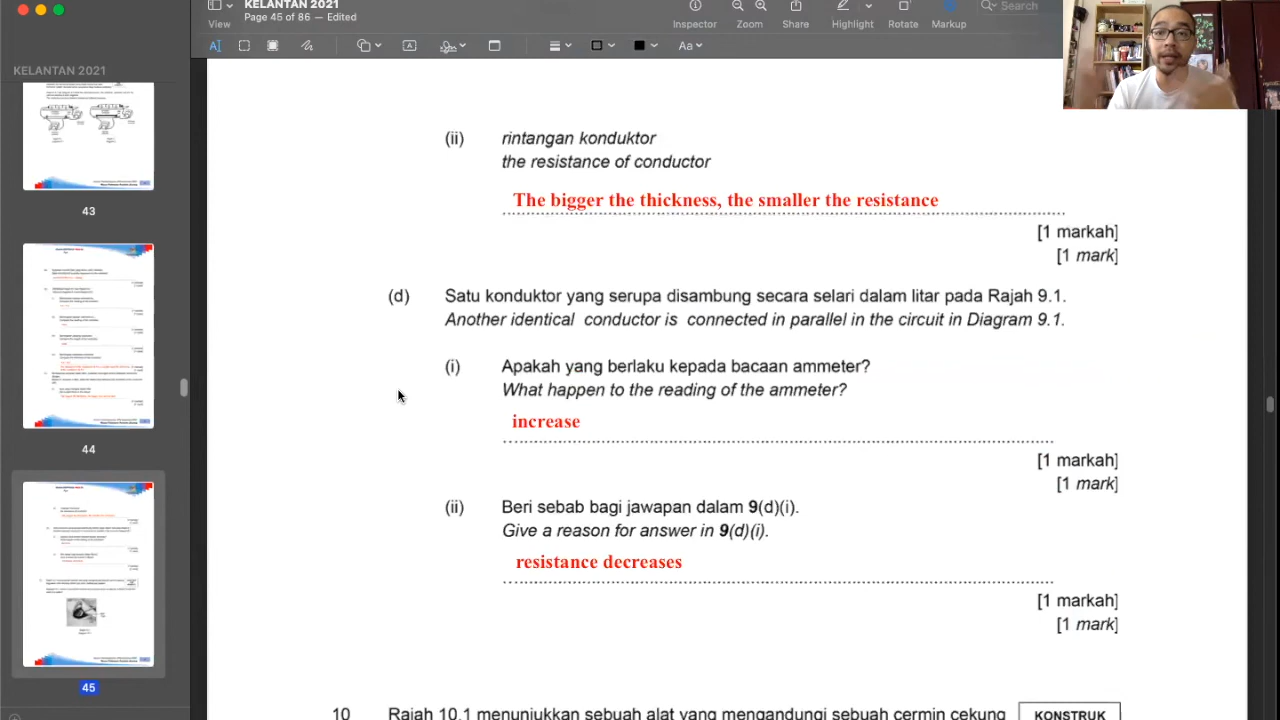 KELANTAN 2021
Page 45 of 86 — Edited
View
Inspector
Zoom
Share
Highlight
Rotate
Markup
Search
Aa
KELANTAN 2021
43
44
45
(ii) rintangan konduktor
the resistance of conductor
The bigger the thickness, the smaller the resistance
[1 markah]
[1 mark]
(d) Satu konduktor yang serupa disambung secara selari dalam litar pada Rajah 9.1.
Another identical conductor is connected in parallel in the circuit in Diagram 9.1.
(i) Apakah yang berlaku kepada bacaan ammeter?
What happen to the reading of the ammeter?
increase
[1 markah]
[1 mark]
(ii) Beri sebab bagi jawapan dalam 9(d)(i).
Give a reason for answer in 9(d)(i).
resistance decreases
[1 markah]
[1 mark]
10 Rajah 10.1 menunjukkan sebuah alat yang mengandungi sebuah cermin cekung
KONSTRUK